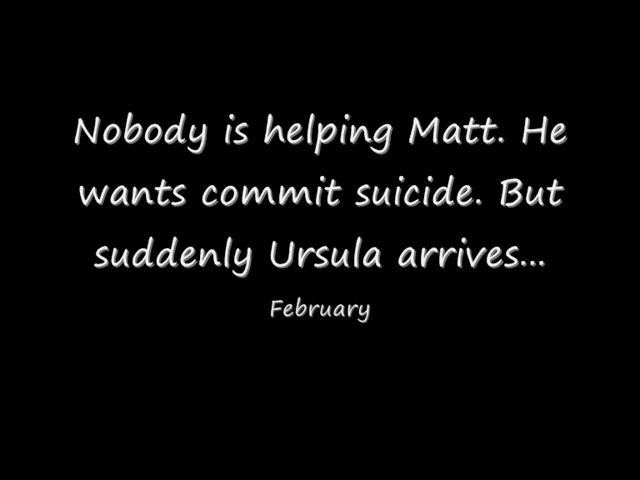 Nobody is helping Matt. He
wants commit suicide. But
suddenly Ursula arrives...
February